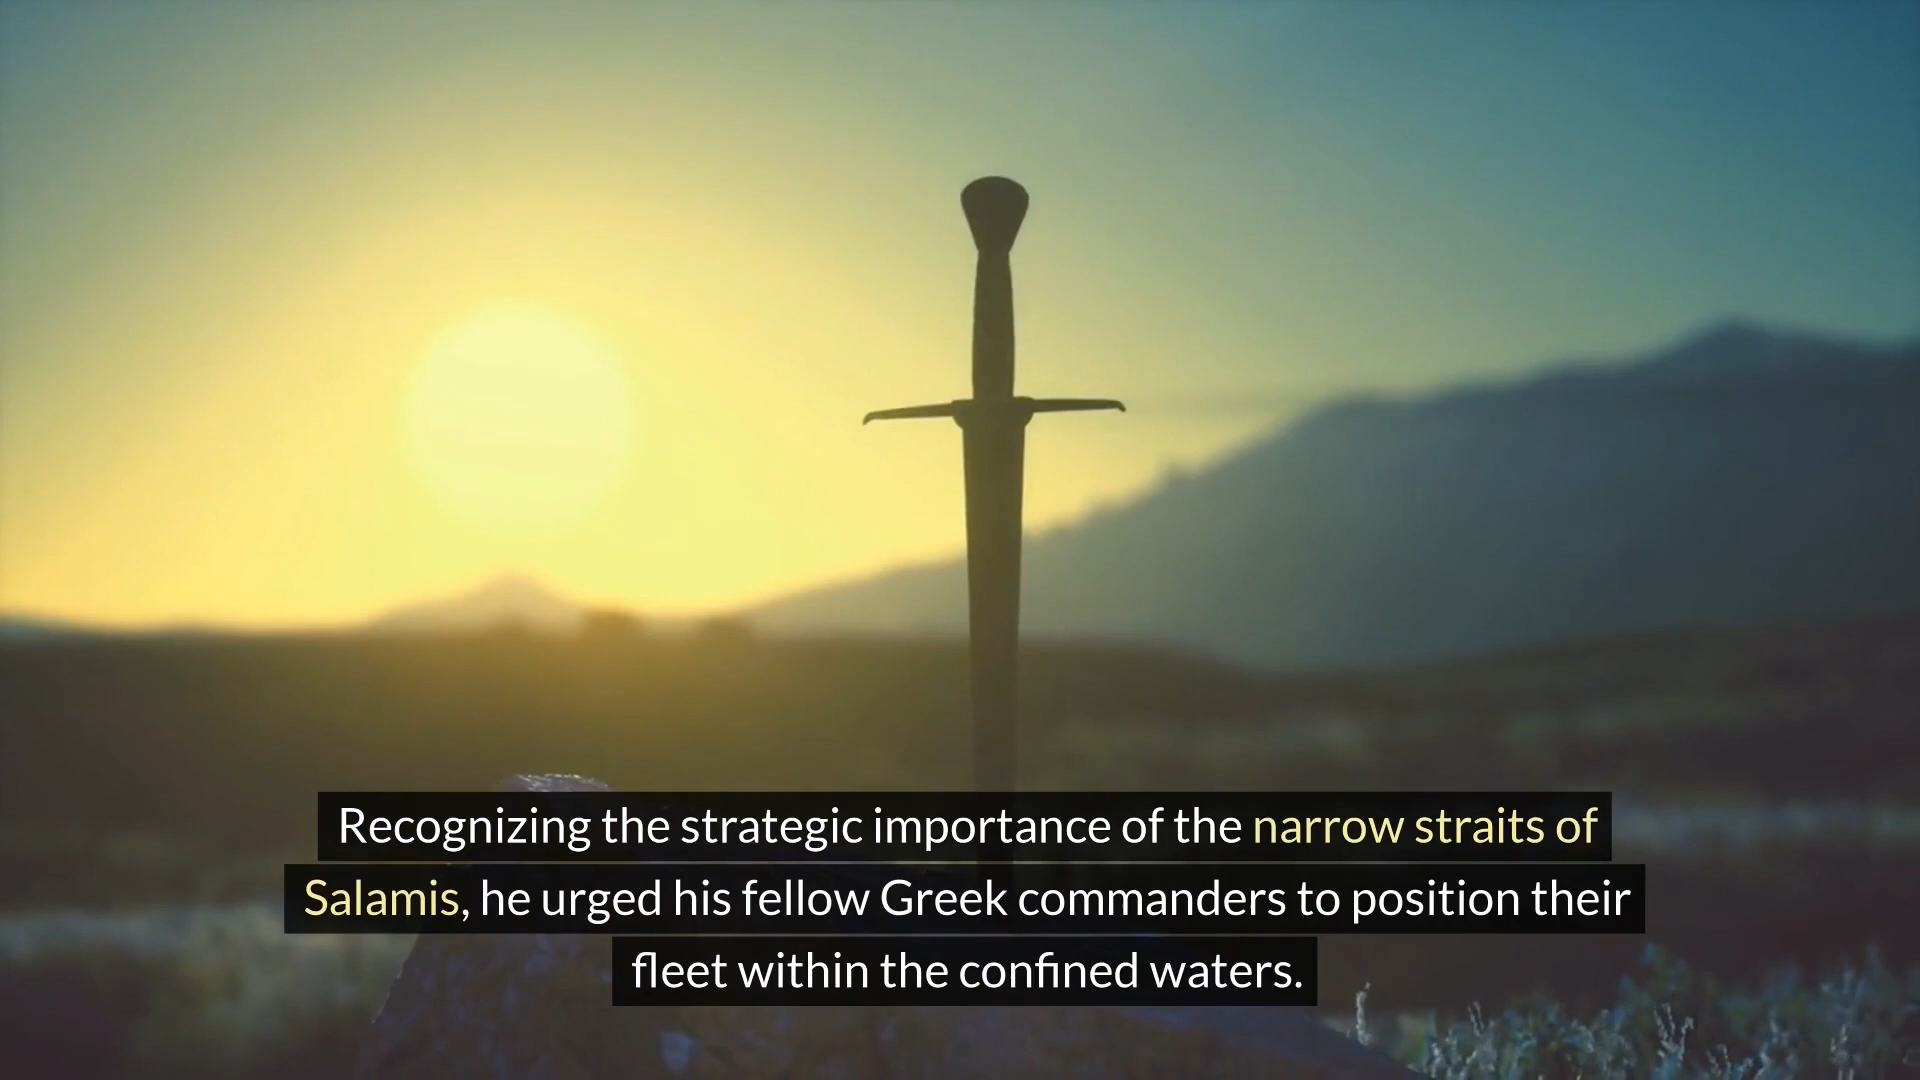 Recognizing the strategic importance of the narrow straits of
Salamis, he urged his fellow Greek commanders to position their
fleet within the confined waters.